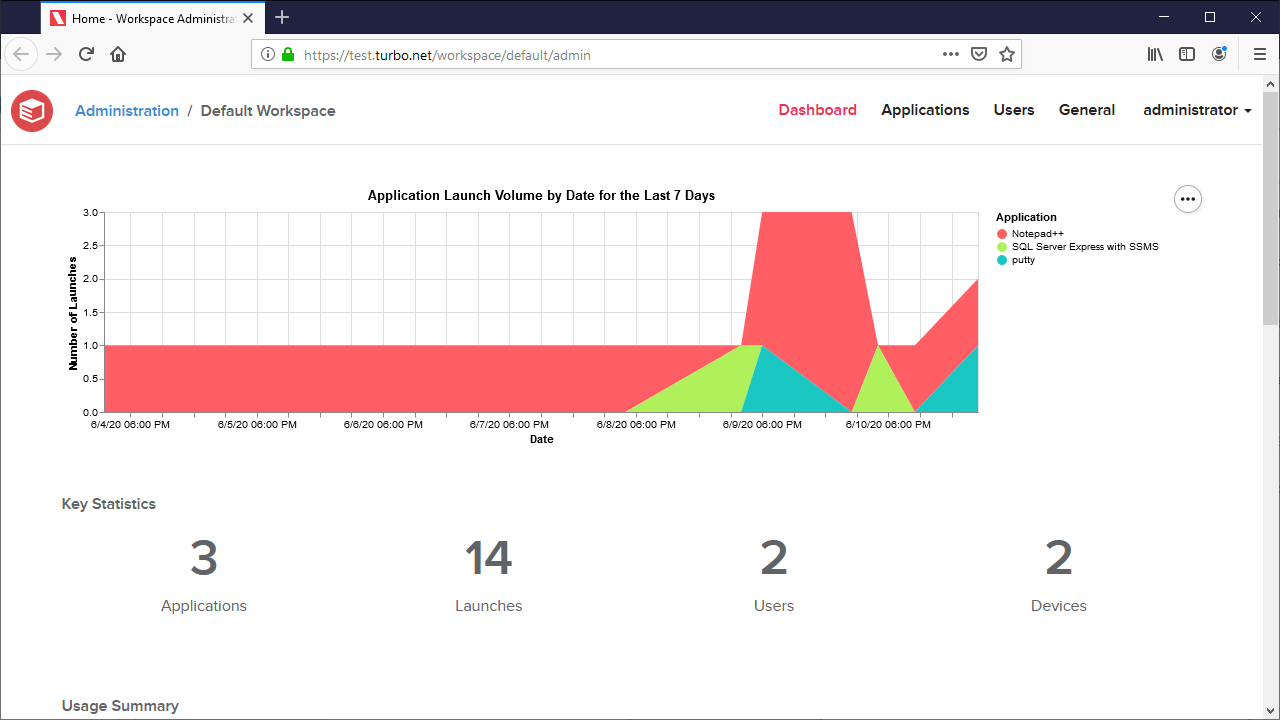 Home - Workspace Administra
https://test.turbo.net/workspace/default/admin
Administration / Default Workspace
Dashboard Applications Users General administrator
Application Launch Volume by Date for the Last 7 Days
Number of Launches
3.0
2.5
2.0
1.5
1.0
0.5
0.0
6/4/20 06:00 PM 6/5/20 06:00 PM 6/6/20 06:00 PM 6/7/20 06:00 PM 6/8/20 06:00 PM 6/9/20 06:00 PM 6/10/20 06:00 PM
Date
Application
Notepad++
SQL Server Express with SSMS
putty
Key Statistics
3 14 2 2
Applications Launches Users Devices
Usage Summary